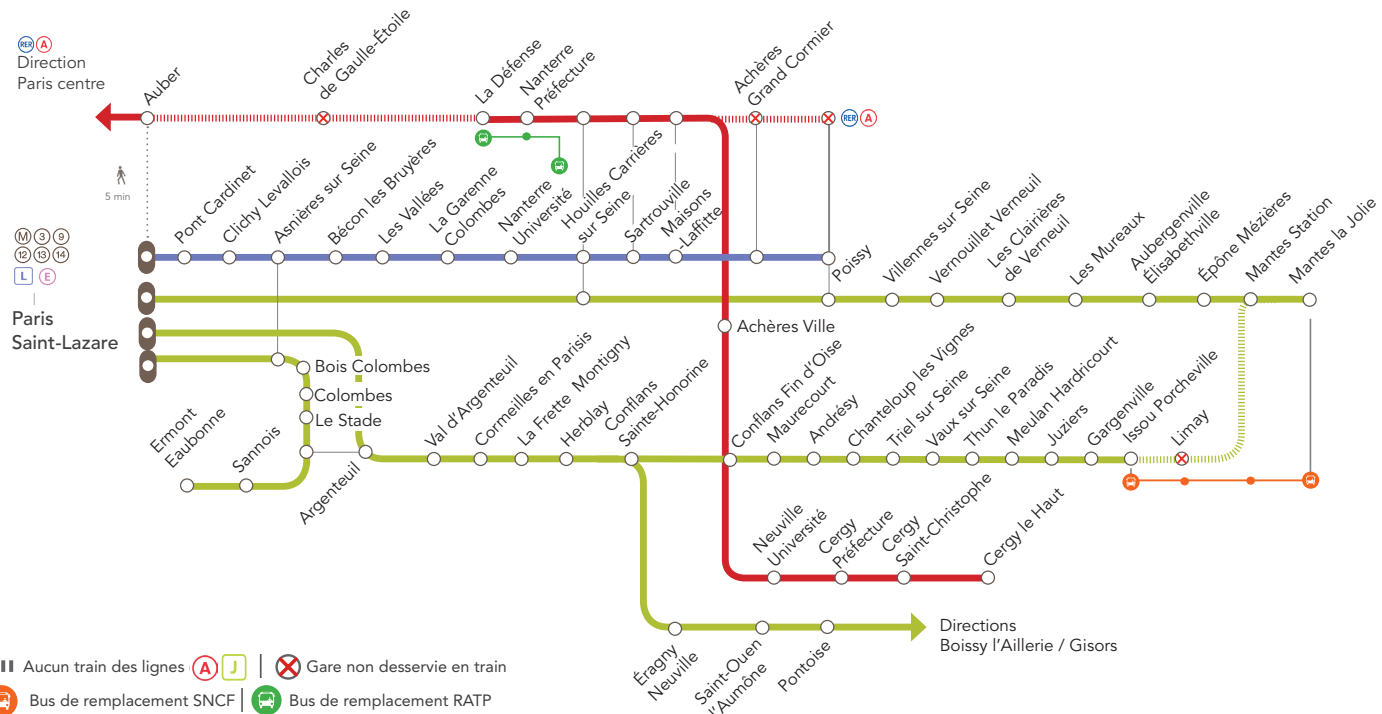 RER A
Direction
Paris centre
Auber
Charles
de Gaulle-Étoile
La Défense
Nanterre
Préfecture
Achères
Grand Cormier
RER A
5 min
Pont Cardinet
Clichy Levallois
Asnières sur Seine
Bécon les Bruyères
Les Vallées
La Garenne
Colombes
Nanterre
Université
Houilles Carrières
sur Seine
Sartrouville
Maisons
-Laffitte
Poissy
Villennes sur Seine
Vernouillet Verneuil
Les Clairières
de Verneuil
Les Mureaux
Aubergenville
Élisabethville
Épône Mézières
Mantes Station
Mantes la Jolie
M 3 9
12 13 14
L E
Paris
Saint-Lazare
Achères Ville
Bois Colombes
Colombes
Le Stade
Ermont
Eaubonne
Sannois
Argenteuil
Val d'Argenteuil
Cormeilles en Parisis
La Frette Montigny
Herblay
Conflans
Sainte-Honorine
Conflans Fin d'Oise
Maurecourt
Andrésy
Chanteloup les Vignes
Triel sur Seine
Vaux sur Seine
Thun le Paradis
Meulan Hardricourt
Juziers
Gargenville
Issou Porcheville
Limay
Neuville
Université
Cergy
Préfecture
Cergy
Saint-Christophe
Cergy le Haut
Éragny
Neuville
Saint-Ouen
l'Aumône
Pontoise
Directions
Boissy l'Aillerie / Gisors
Aucun train des lignes A J
Gare non desservie en train
Bus de remplacement SNCF
Bus de remplacement RATP